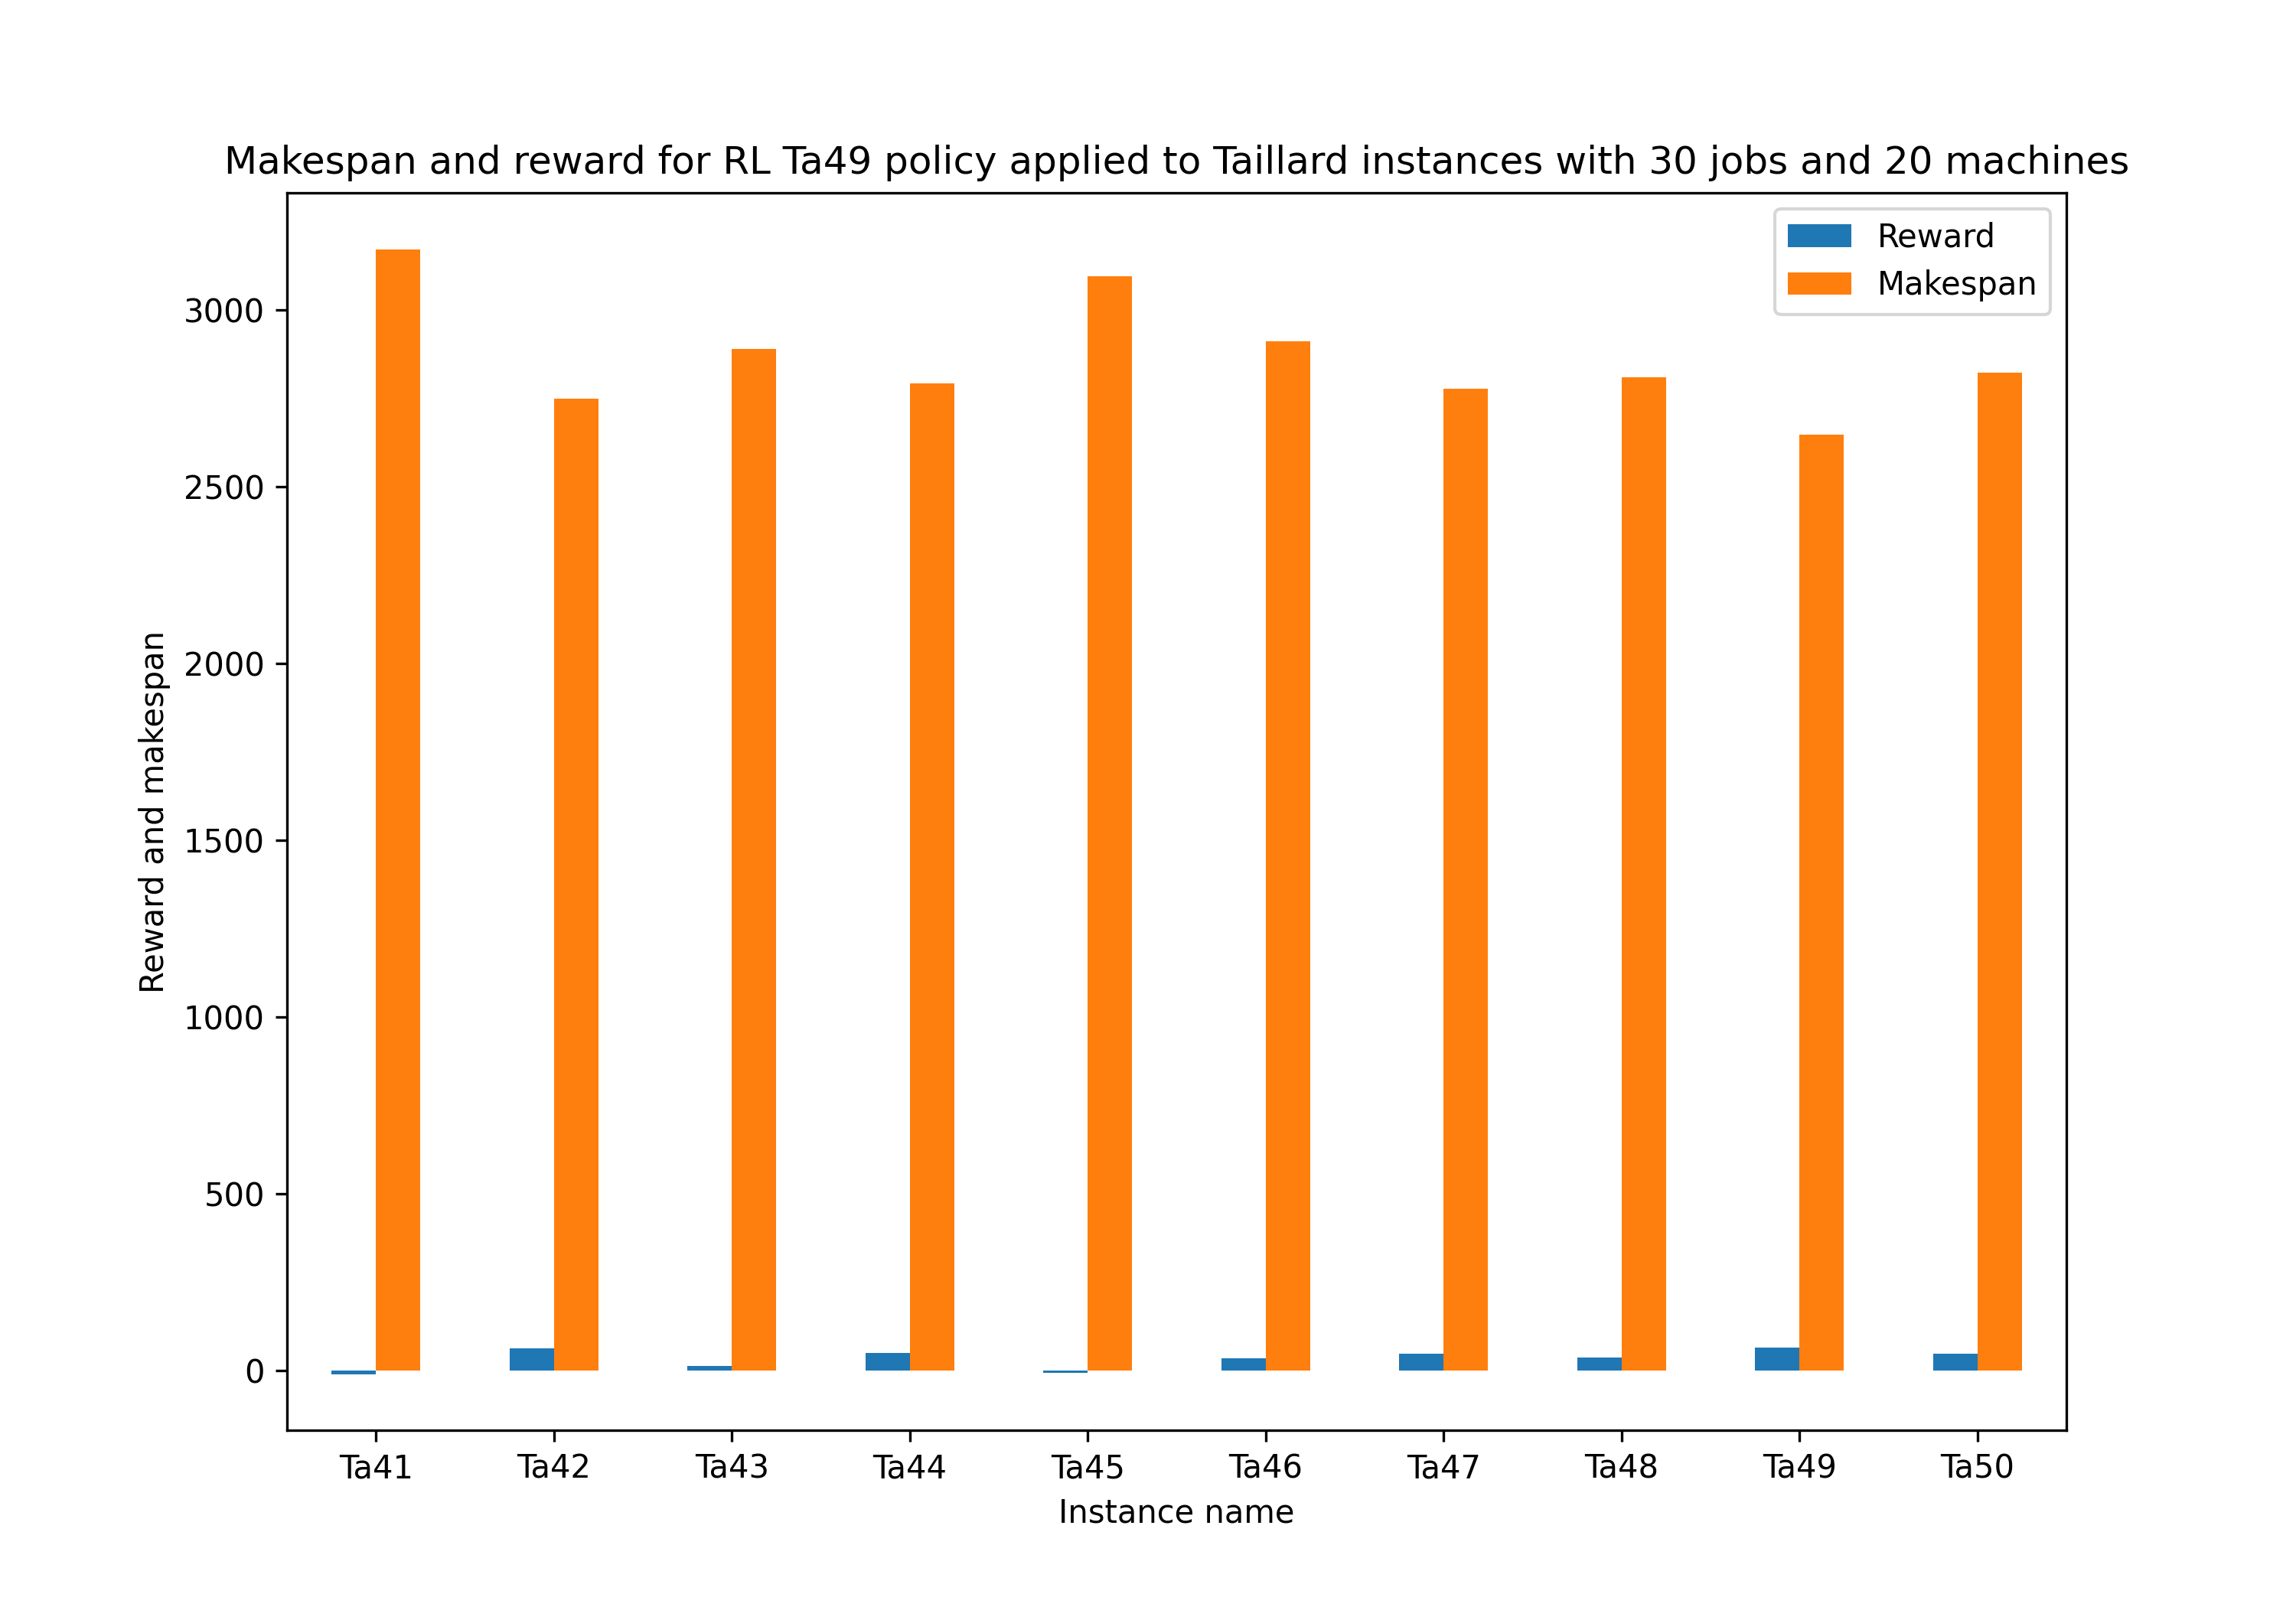 Makespan and reward for RL Ta49 policy applied to Taillard instances with 30 jobs and 20 machines
Reward
Makespan
Reward and makespan
3000
2500
2000
1500
1000
500
0
Ta41 Ta42 Ta43 Ta44 Ta45 Ta46 Ta47 Ta48 Ta49 Ta50
Instance name